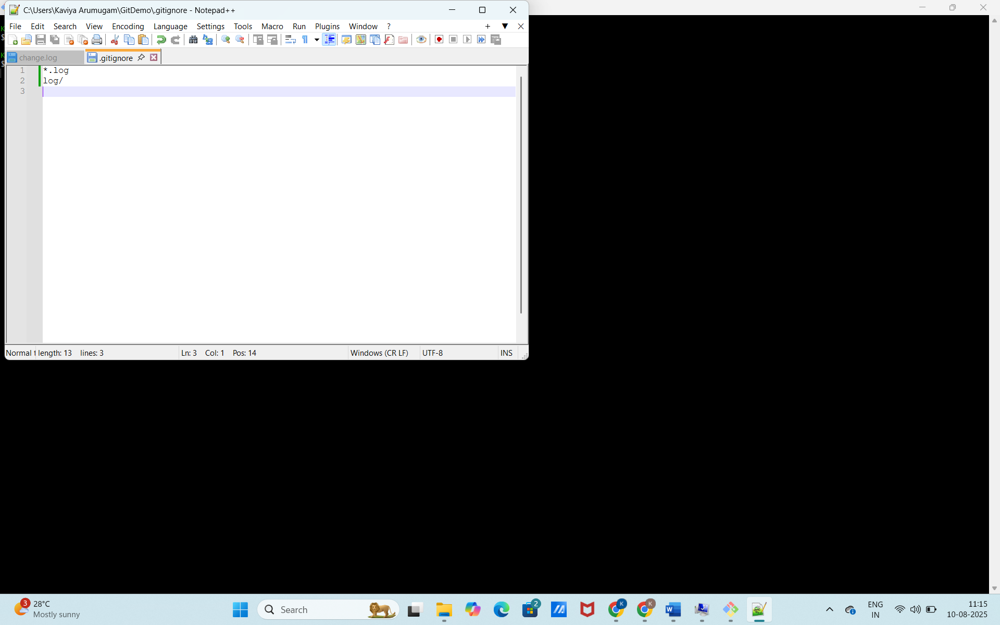 C:\Users\Kaviya Arumugam\GitDemo\.gitignore - Notepad++
File Edit Search View Encoding Language Settings Tools Macro Run Plugins Window ?
change.log .gitignore
1 *.log
2 log/
3
K
$
K
$
Normal t length: 13 lines: 3 Ln: 3 Col: 1 Pos: 14 Windows (CR LF) UTF-8 INS
3
28°C
Mostly sunny
Search
2
K
K
ENG
IN
11:15
10-08-2025